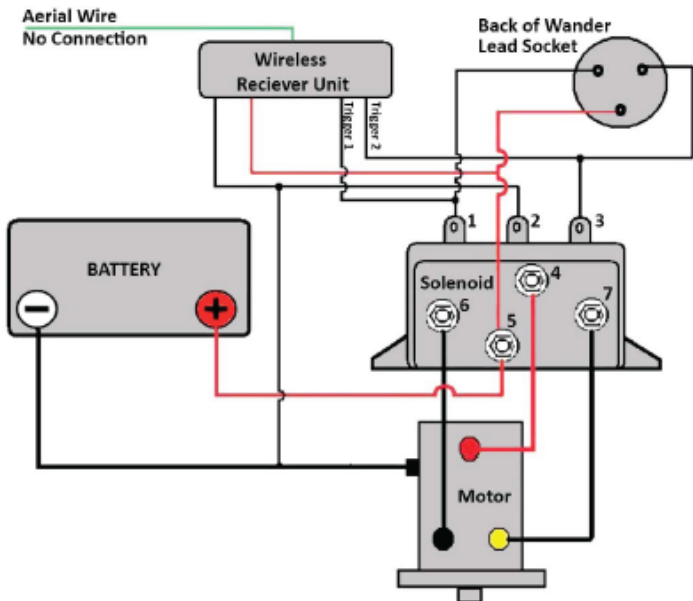 Aerial Wire
No Connection
Back of Wander
Lead Socket
Wireless
Reciever Unit
Trigger 1
Trigger 2
1
2
3
BATTERY
Solenoid
4
6
7
5
Motor